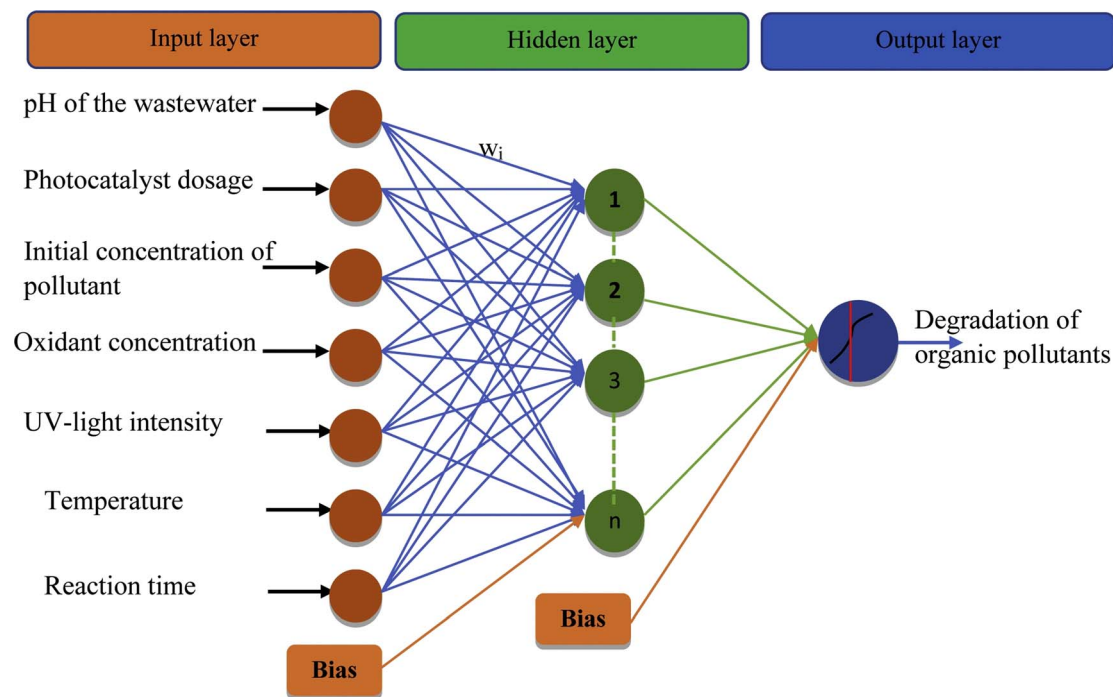 Input layer
Hidden layer
Output layer
pH of the wastewater
Photocatalyst dosage
Initial concentration of
pollutant
Oxidant concentration
UV-light intensity
Temperature
Reaction time
wᵢ
1
2
3
n
Bias
Bias
Degradation of
organic pollutants